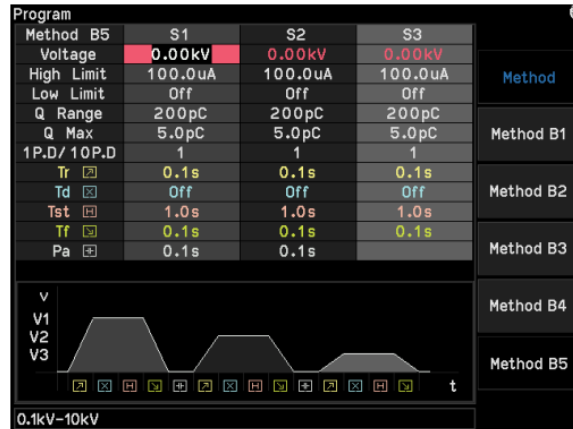 Program
Method B5 S1 S2 S3
Voltage 0.00kV 0.00kV 0.00kV
High Limit 100.0uA 100.0uA 100.0uA
Low Limit Off Off Off
Q Range 200pC 200pC 200pC
Q Max 5.0pC 5.0pC 5.0pC
1P.D/10P.D 1 1 1
Tr 0.1s 0.1s 0.1s
Td Off Off Off
Tst H 1.0s 1.0s 1.0s
Tf 0.1s 0.1s 0.1s
Pa 0.1s 0.1s
Method
Method B1
Method B2
Method B3
Method B4
Method B5
V
V1
V2
V3
H H H t
0.1kV-10kV